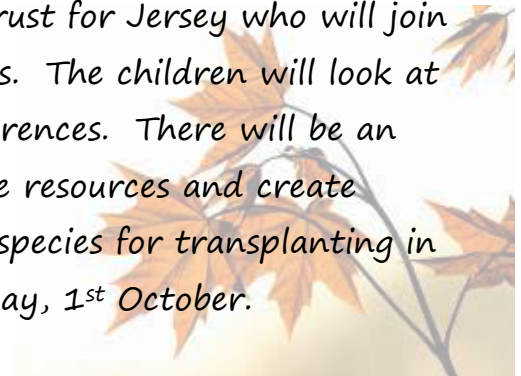 rust for Jersey who will join
s. The children will look at
rences. There will be an
e resources and create
species for transplanting in
ay, 1st October.